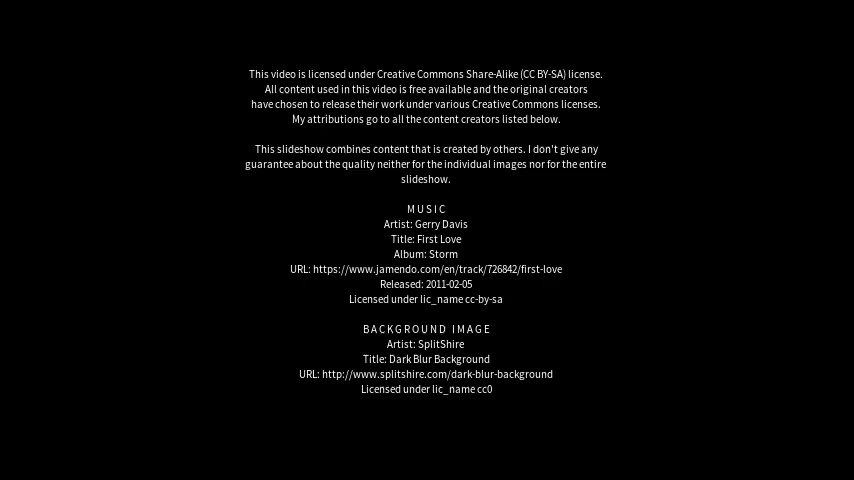 This video is licensed under Creative Commons Share-Alike (CC BY-SA) license.
All content used in this video is free available and the original creators
have chosen to release their work under various Creative Commons licenses.
My attributions go to all the content creators listed below.
This slideshow combines content that is created by others. I don't give any
guarantee about the quality neither for the individual images nor for the entire
slideshow.
MUSIC
Artist: Gerry Davis
Title: First Love
Album: Storm
URL: https://www.jamendo.com/en/track/726842/first-love
Released: 2011-02-05
Licensed under lic_name cc-by-sa
BACKGROUND IMAGE
Artist: SplitShire
Title: Dark Blur Background
URL: http://www.splitshire.com/dark-blur-background
Licensed under lic_name cc0